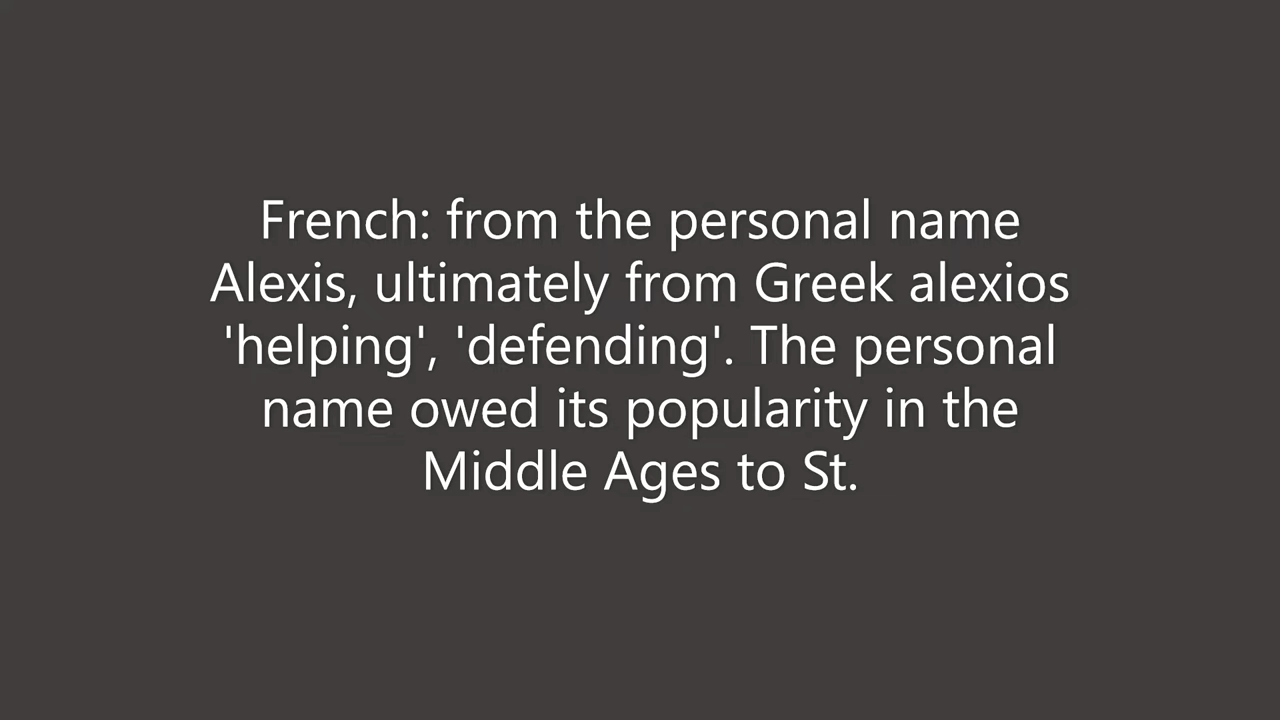 French: from the personal name
Alexis, ultimately from Greek alexios
'helping', 'defending'. The personal
name owed its popularity in the
Middle Ages to St.